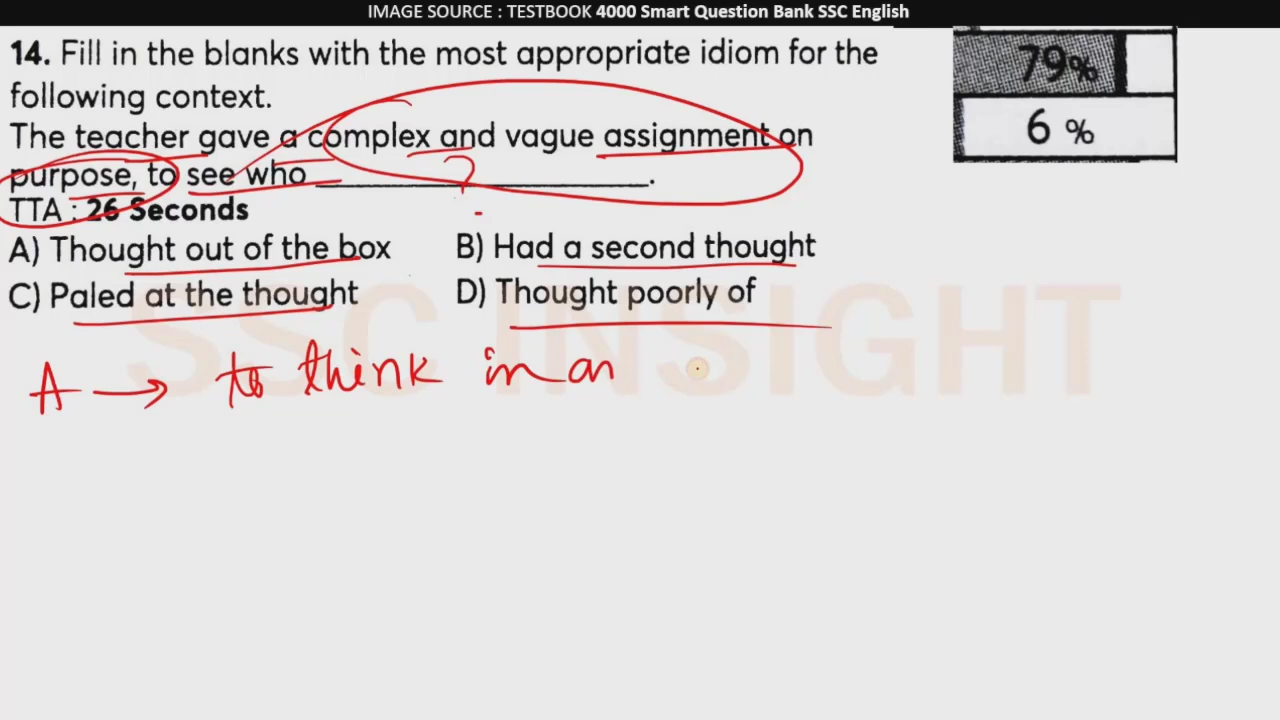 IMAGE SOURCE : TESTBOOK 4000 Smart Question Bank SSC English
14. Fill in the blanks with the most appropriate idiom for the
following context.
The teacher gave a complex and vague assignment on
purpose, to see who ____________________.
TTA : 26 Seconds
A) Thought out of the box B) Had a second thought
C) Paled at the thought D) Thought poorly of
79%
6 %
?
A → to think in an
SSC INSIGHT